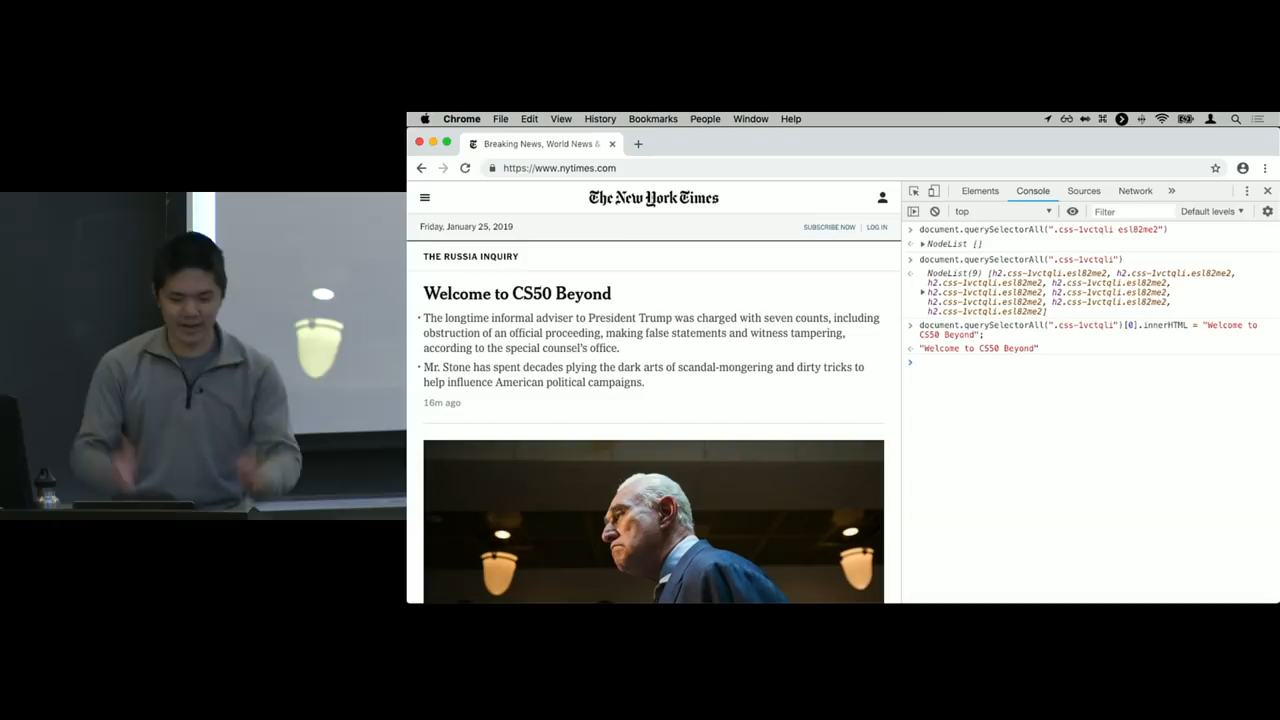 Chrome File Edit View History Bookmarks People Window Help
Breaking News, World News &
https://www.nytimes.com
The New York Times
Friday, January 25, 2019
SUBSCRIBE NOW | LOG IN
THE RUSSIA INQUIRY
Welcome to CS50 Beyond
· The longtime informal adviser to President Trump was charged with seven counts, including
obstruction of an official proceeding, making false statements and witness tampering,
according to the special counsel's office.
· Mr. Stone has spent decades plying the dark arts of scandal-mongering and dirty tricks to
help influence American political campaigns.
16m ago
Elements Console Sources Network »
top Filter Default levels
document.querySelectorAll(".css-1vctqli esl82me2")
NodeList []
document.querySelectorAll(".css-1vctqli")
NodeList(9) [h2.css-1vctqli.esl82me2, h2.css-1vctqli.esl82me2,
h2.css-1vctqli.esl82me2, h2.css-1vctqli.esl82me2,
h2.css-1vctqli.esl82me2, h2.css-1vctqli.esl82me2,
h2.css-1vctqli.esl82me2, h2.css-1vctqli.esl82me2,
h2.css-1vctqli.esl82me2]
document.querySelectorAll(".css-1vctqli")[0].innerHTML = "Welcome to
CS50 Beyond";
"Welcome to CS50 Beyond"